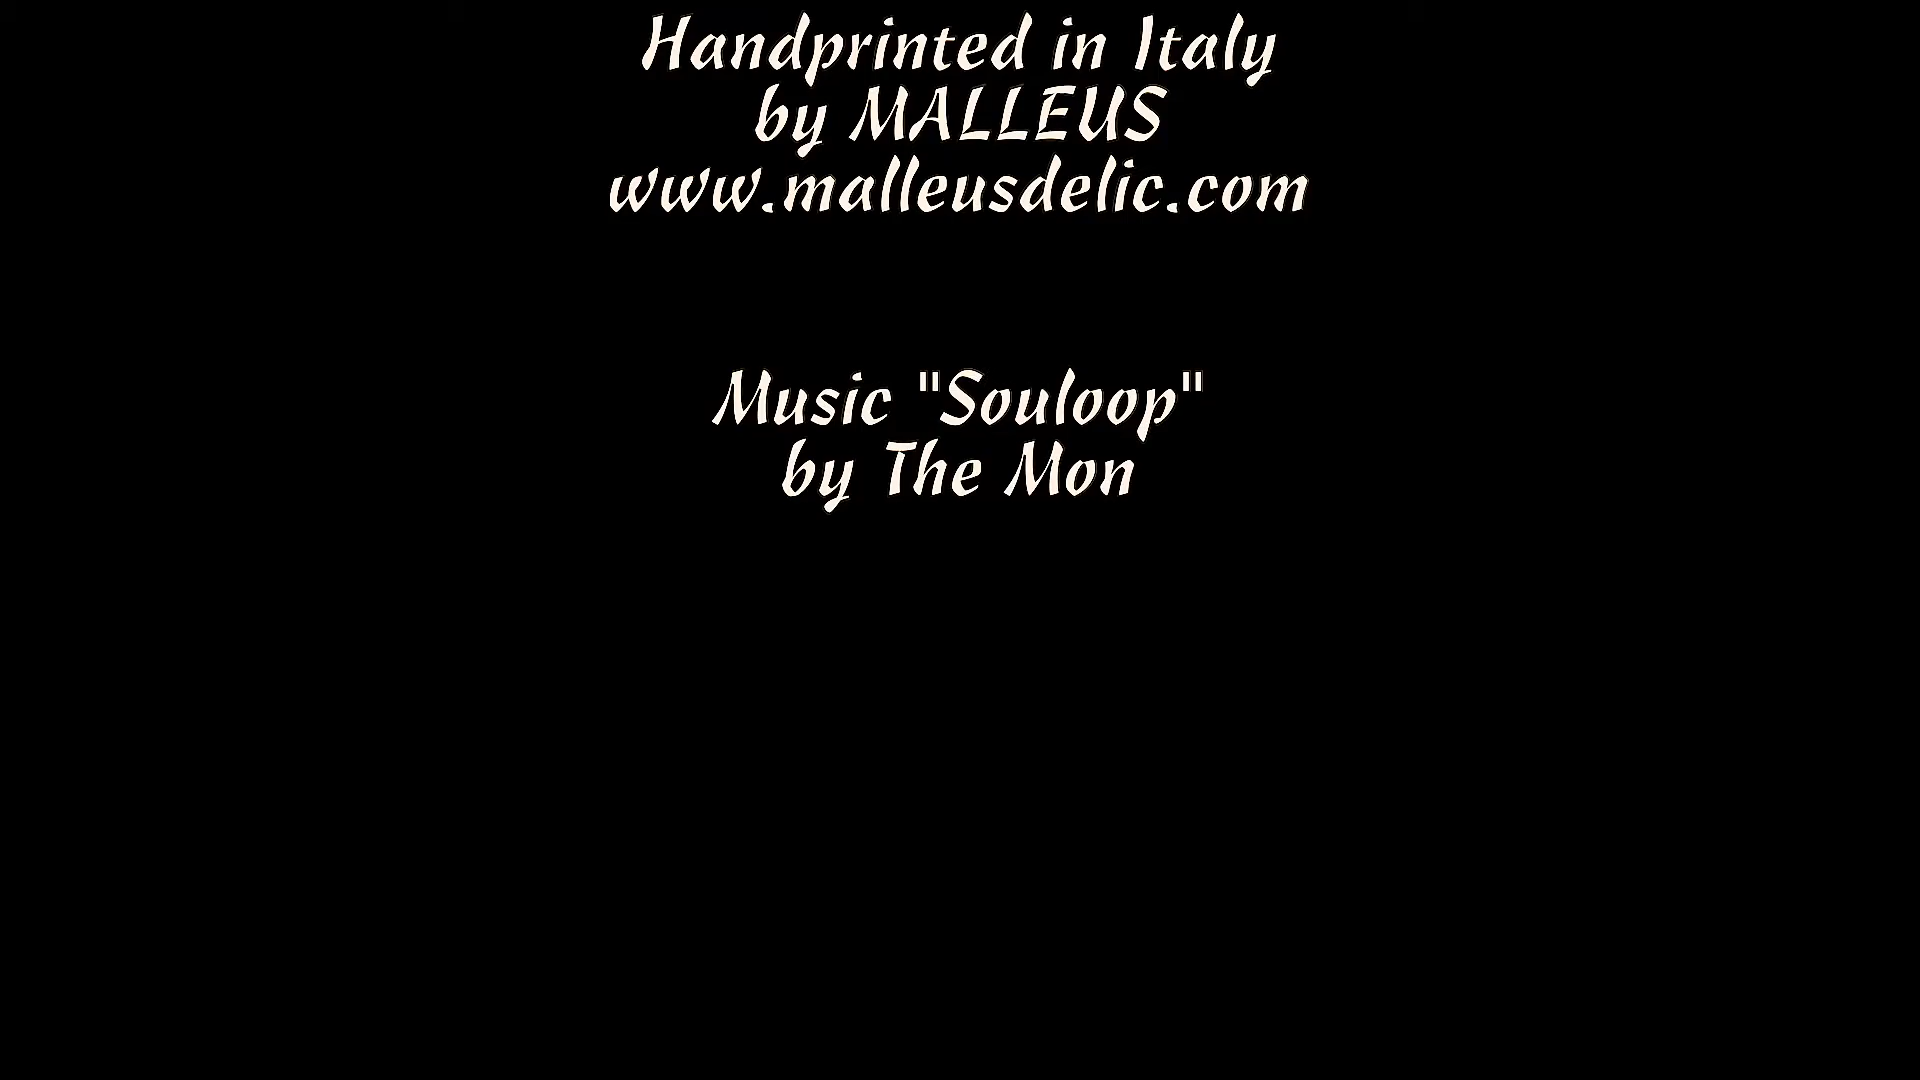 Handprinted in Italy
by MALLEUS
www.malleusdelic.com
Music "Souloop"
by The Mon